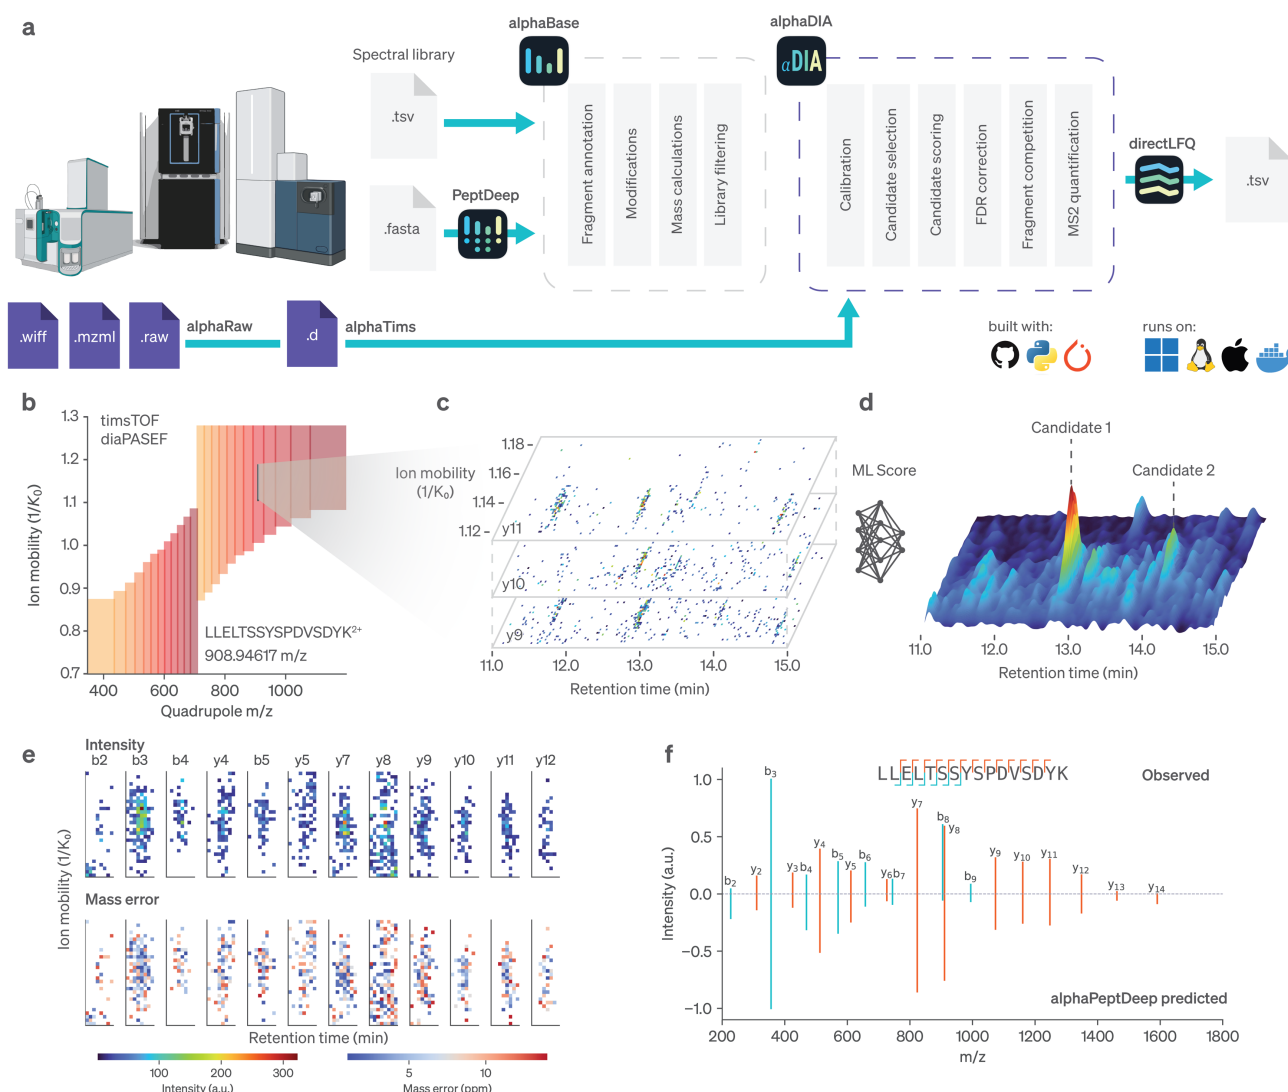 a
alphaBase
alphaDIA
αDIA
Spectral library
.tsv
.fasta
PeptDeep
Fragment annotation
Modifications
Mass calculations
Library filtering
Calibration
Candidate selection
Candidate scoring
FDR correction
Fragment competition
MS2 quantification
directLFQ
.tsv
.wiff
.mzml
.raw
alphaRaw
.d
alphaTims
built with:
runs on:
b
timsTOF
diaPASEF
1.3
1.2
1.1
1.0
0.9
0.8
0.7
Ion mobility (1/K₀)
LLELTSSYSPDVSDYK²⁺
908.94617 m/z
400
600
800
1000
Quadrupole m/z
c
Ion mobility
(1/K₀)
1.18
1.16
1.14
1.12
y11
y10
y9
11.0
12.0
13.0
14.0
15.0
Retention time (min)
d
Candidate 1
Candidate 2
ML Score
11.0
12.0
13.0
14.0
15.0
Retention time (min)
e
Intensity
b2 b3 b4 y4 b5 y5 y7 y8 y9 y10 y11 y12
Mass error
Ion mobility (1/K₀)
Retention time (min)
100
200
300
Intensity (a.u.)
5
10
Mass error (ppm)
f
LLELTSSYSPDVSDYK
Observed
1.0
0.5
0.0
−0.5
−1.0
Intensity (a.u.)
b₂
y₂
b₃
y₃
b₄
y₄
b₅
y₅
b₆
y₆
b₇
y₇
b₈
y₈
b₉
y₉
y₁₀
y₁₁
y₁₂
y₁₃
y₁₄
alphaPeptDeep predicted
200
400
600
800
1000
1200
1400
1600
1800
m/z